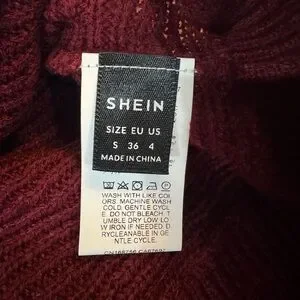 SHEIN
SIZE EU US
S 36 4
MADE IN CHINA
WASH WITH LIKE COL
ORS. MACHINE WASH
COLD. GENTLE CYCL
E. DO NOT BLEACH. T
UMBLE DRY LOW LO
W IRON IF NEEDED. D
RYCLEANABLE IN GE
NTLE CYCLE.